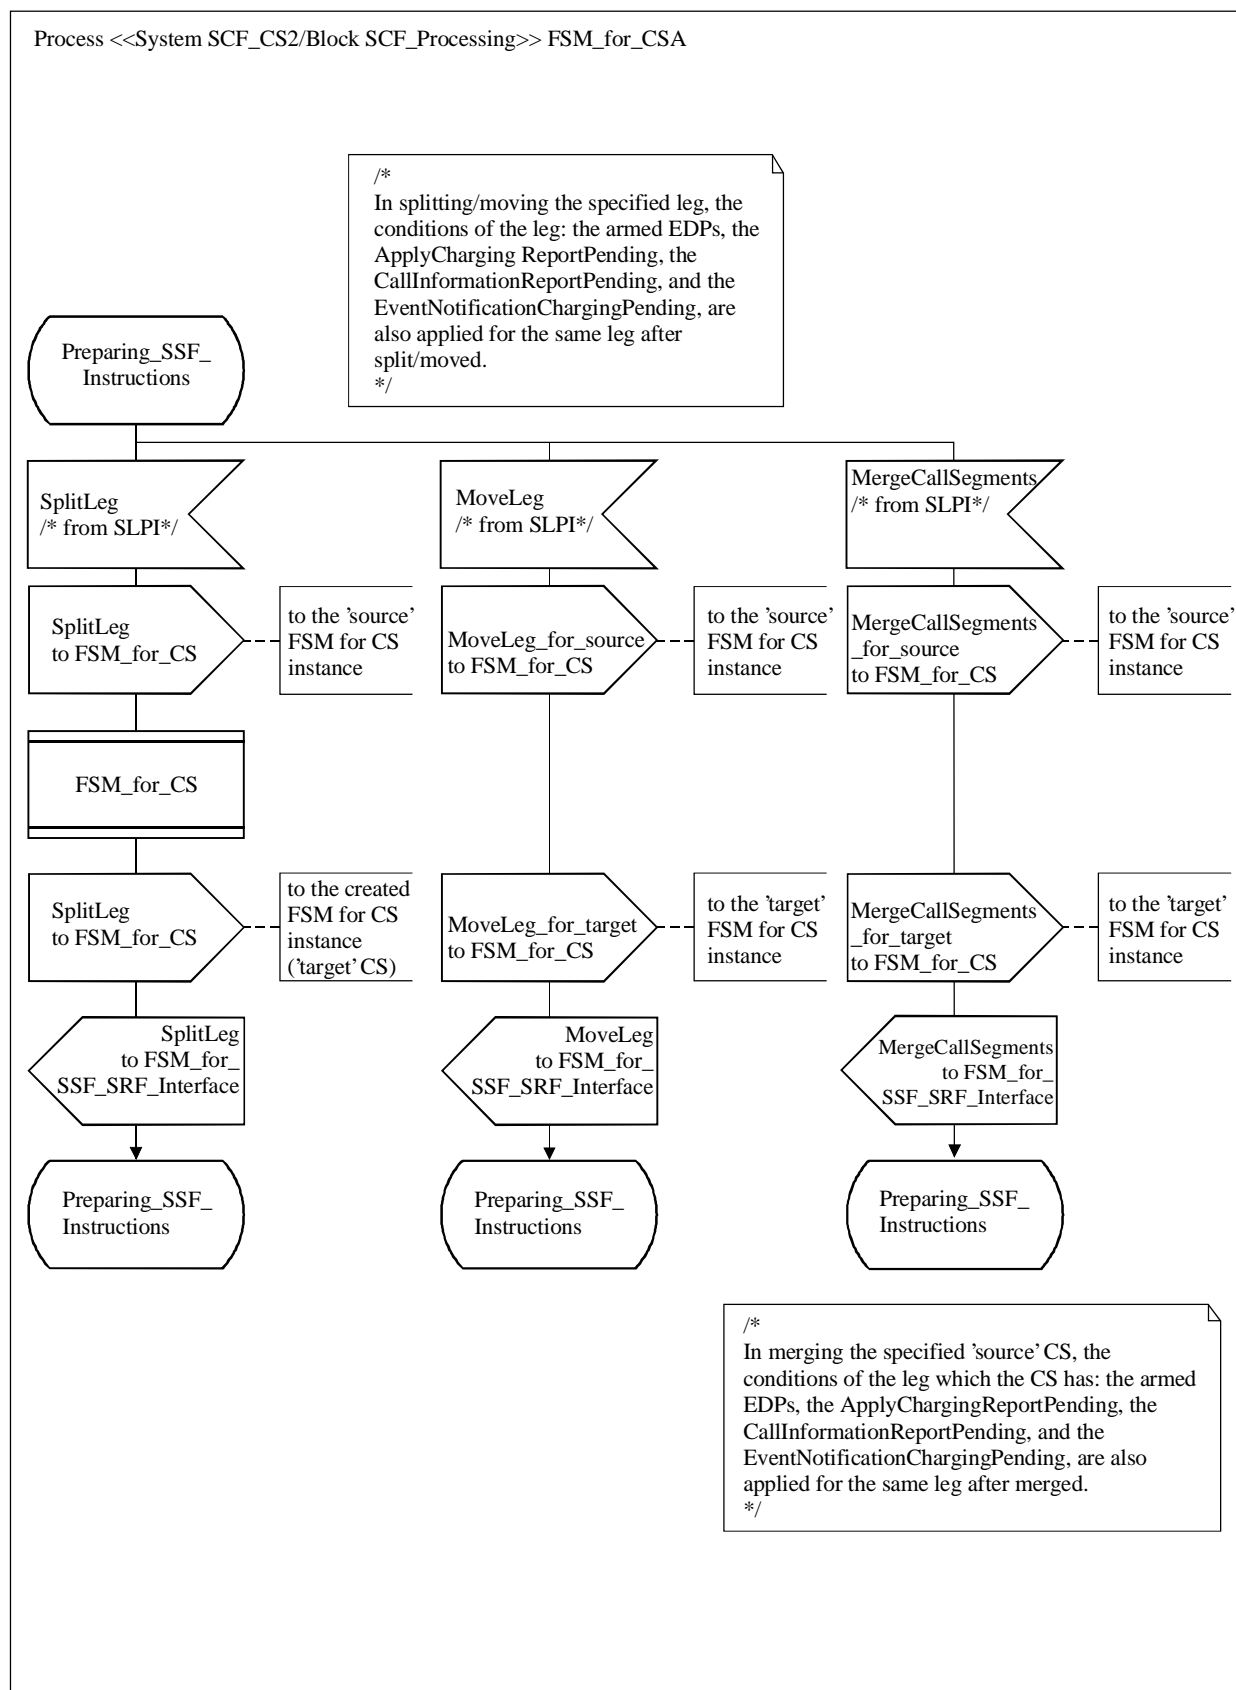 Process <<System SCF_CS2/Block SCF_Processing>> FSM_for_CSA
/*
In splitting/moving the specified leg, the
conditions of the leg: the armed EDPs, the
ApplyCharging ReportPending, the
CallInformationReportPending, and the
EventNotificationChargingPending, are
also applied for the same leg after
split/moved.
*/
Preparing_SSF_
Instructions
SplitLeg
/* from SLPI*/
MoveLeg
/* from SLPI*/
MergeCallSegments
/* from SLPI*/
SplitLeg
to FSM_for_CS
to the 'source'
FSM for CS
instance
MoveLeg_for_source
to FSM_for_CS
to the 'source'
FSM for CS
instance
MergeCallSegments
_for_source
to FSM_for_CS
to the 'source'
FSM for CS
instance
FSM_for_CS
SplitLeg
to FSM_for_CS
to the created
FSM for CS
instance
('target' CS)
MoveLeg_for_target
to FSM_for_CS
to the 'target'
FSM for CS
instance
MergeCallSegments
_for_target
to FSM_for_CS
to the 'target'
FSM for CS
instance
SplitLeg
to FSM_for_
SSF_SRF_Interface
MoveLeg
to FSM_for_
SSF_SRF_Interface
MergeCallSegments
to FSM_for_
SSF_SRF_Interface
Preparing_SSF_
Instructions
Preparing_SSF_
Instructions
Preparing_SSF_
Instructions
/*
In merging the specified 'source' CS, the
conditions of the leg which the CS has: the armed
EDPs, the ApplyChargingReportPending, the
CallInformationReportPending, and the
EventNotificationChargingPending, are also
applied for the same leg after merged.
*/